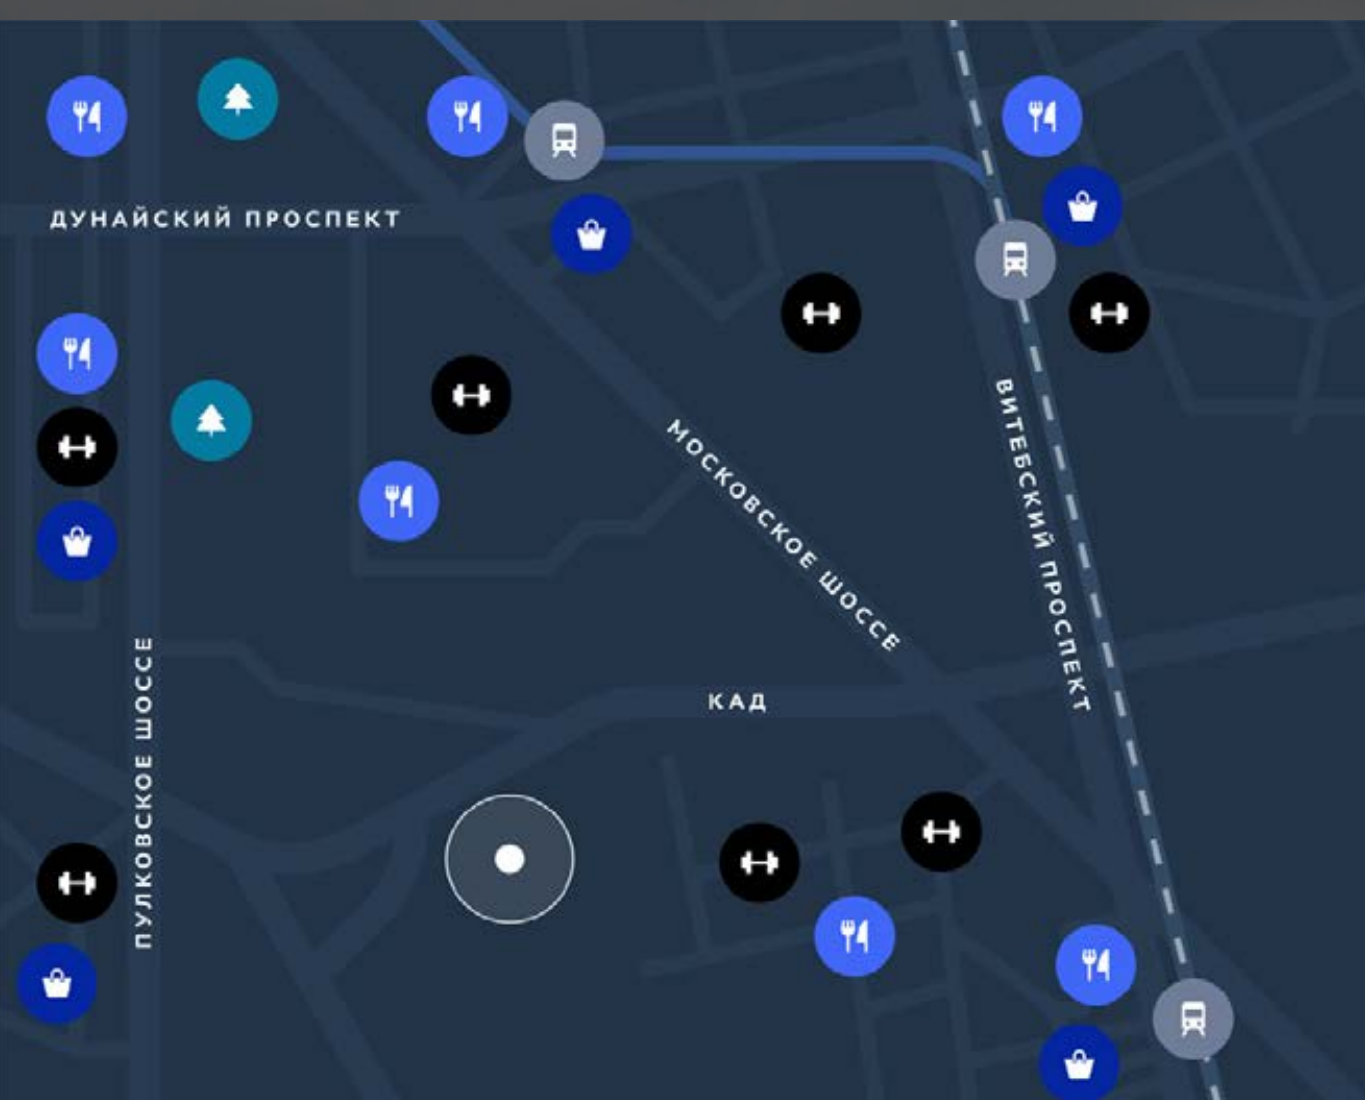 ДУНАЙСКИЙ ПРОСПЕКТ
МОСКОВСКОЕ ШОССЕ
ВИТЕБСКИЙ ПРОСПЕКТ
КАД
ПУЛКОВСКОЕ ШОССЕ